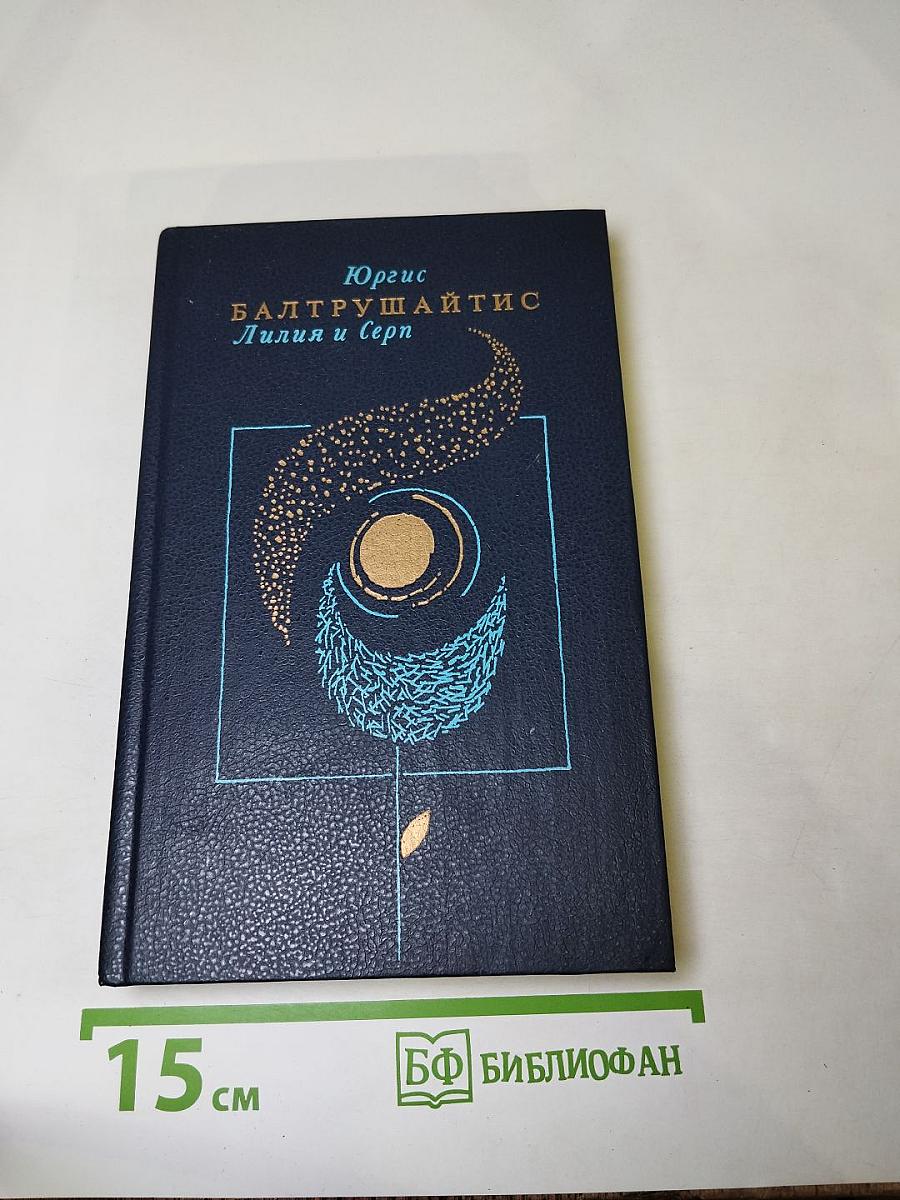 Юргис
БАЛТРУШАЙТИС
Лилия и Серп
15 см
БФ БИБЛИОФАН